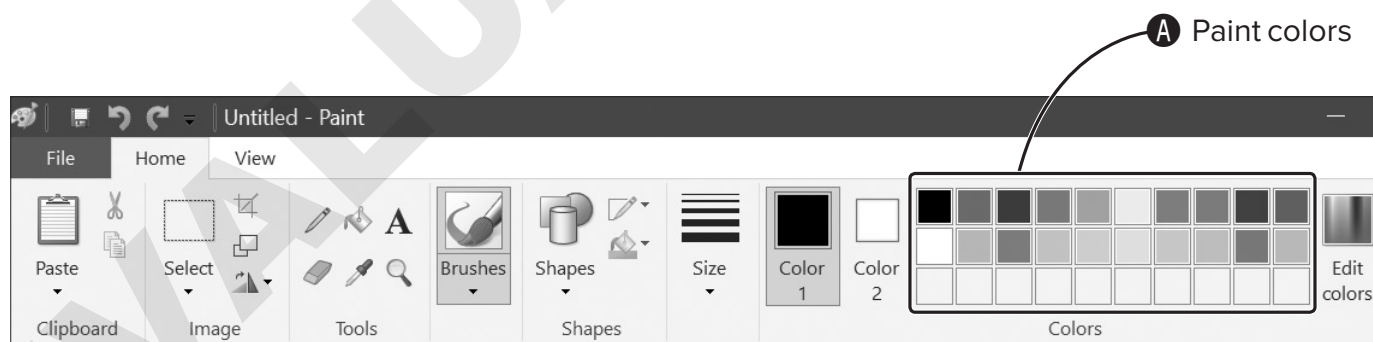 A Paint colors
Untitled - Paint
File Home View
A
Paste Select Brushes Shapes Size Color 1 Color 2 Edit colors
Clipboard Image Tools Shapes Colors
VALUA